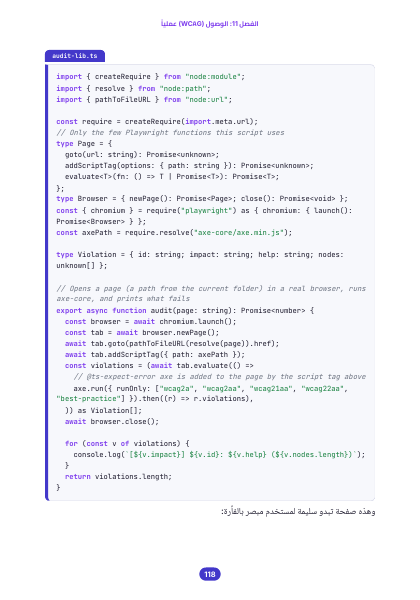 الفصل 11: الوصول (WCAG) عملياً
audit-lib.ts
import { createRequire } from "node:module";
import { resolve } from "node:path";
import { pathToFileURL } from "node:url";
const require = createRequire(import.meta.url);
// Only the few Playwright functions this script uses
type Page = {
  goto(url: string): Promise<unknown>;
  addScriptTag(options: { path: string }): Promise<unknown>;
  evaluate<T>(fn: () => T | Promise<T>): Promise<T>;
};
type Browser = { newPage(): Promise<Page>; close(): Promise<void> };
const { chromium } = require("playwright") as { chromium: { launch():
Promise<Browser> } };
const axePath = require.resolve("axe-core/axe.min.js");
type Violation = { id: string; impact: string; help: string; nodes:
unknown[] };
// Opens a page (a path from the current folder) in a real browser, runs
axe-core, and prints what fails
export async function audit(page: string): Promise<number> {
  const browser = await chromium.launch();
  const tab = await browser.newPage();
  await tab.goto(pathToFileURL(resolve(page)).href);
  await tab.addScriptTag({ path: axePath });
  const violations = (await tab.evaluate(() =>
    // @ts-expect-error axe is added to the page by the script tag above
    axe.run({ runOnly: ["wcag2a", "wcag2aa", "wcag21aa", "wcag22aa",
"best-practice"] }).then((r) => r.violations),
  )) as Violation[];
  await browser.close();
  for (const v of violations) {
    console.log(`[${v.impact}] ${v.id}: ${v.help} (${v.nodes.length})`);
  }
  return violations.length;
}
وهذه صفحة تبدو سليمة لمستخدم مبصر بالفأرة:
118